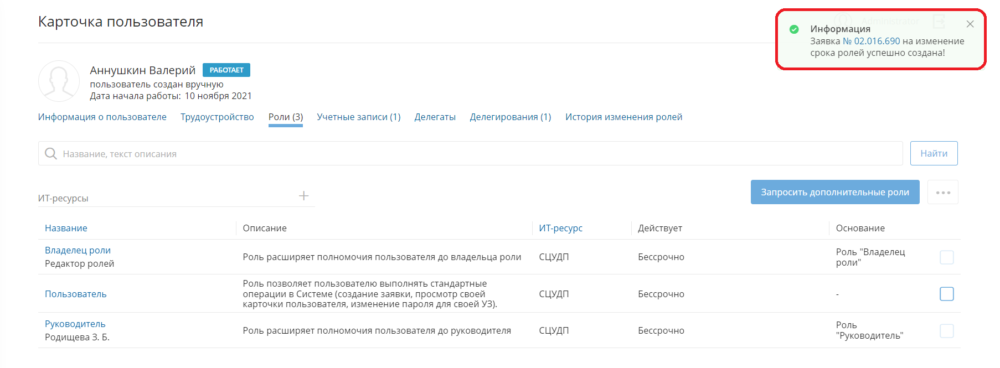 Карточка пользователя
Administrator
Информация
Заявка № 02.016.690 на изменение
срока ролей успешно создана!
Аннушкин Валерий РАБОТАЕТ
пользователь создан вручную
Дата начала работы: 10 ноября 2021
Информация о пользователе Трудоустройство Роли (3) Учетные записи (1) Делегаты Делегирования (1) История изменения ролей
Название, текст описания Найти
ИТ-ресурсы Запросить дополнительные роли
Название Описание ИТ-ресурс Действует Основание
Владелец роли
Редактор ролей
Роль расширяет полномочия пользователя до владельца роли
СЦУДП
Бессрочно
Роль "Владелец
роли"
Пользователь
Роль позволяет пользователю выполнять стандартные
операции в Системе (создание заявки, просмотр своей
карточки пользователя, изменение пароля для своей УЗ).
СЦУДП
Бессрочно
-
Руководитель
Родищева З. Б.
Роль расширяет полномочия пользователя до руководителя
СЦУДП
Бессрочно
Роль
"Руководитель"